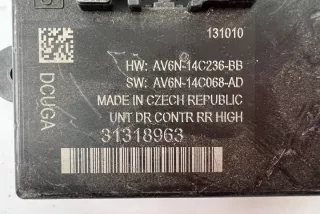 131010
HW: AV6N-14C236-BB
SW: AV6N-14C068-AD
MADE IN CZECH REPUBLIC
UNT DR CONTR RR HIGH
31318963
DCUGA